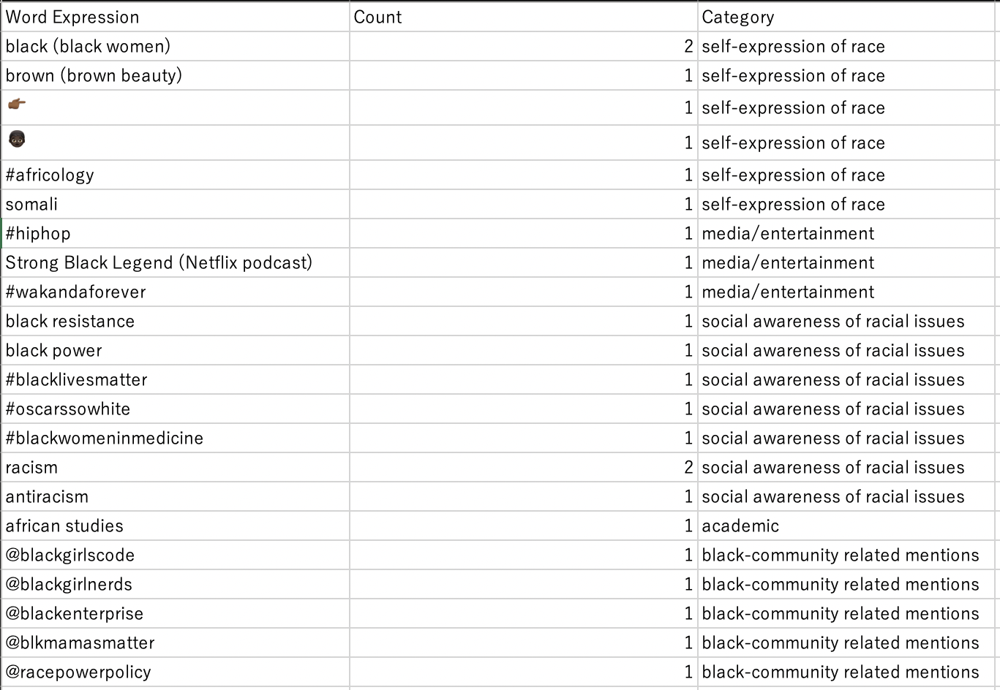 Word Expression Count Category
black (black women) 2 self-expression of race
brown (brown beauty) 1 self-expression of race
👉🏾 1 self-expression of race
👩🏿 1 self-expression of race
#africology 1 self-expression of race
somali 1 self-expression of race
#hiphop 1 media/entertainment
Strong Black Legend (Netflix podcast) 1 media/entertainment
#wakandaforever 1 media/entertainment
black resistance 1 social awareness of racial issues
black power 1 social awareness of racial issues
#blacklivesmatter 1 social awareness of racial issues
#oscarssowhite 1 social awareness of racial issues
#blackwomeninmedicine 1 social awareness of racial issues
racism 2 social awareness of racial issues
antiracism 1 social awareness of racial issues
african studies 1 academic
@blackgirlscode 1 black-community related mentions
@blackgirlnerds 1 black-community related mentions
@blackenterprise 1 black-community related mentions
@blkmamasmatter 1 black-community related mentions
@racepowerpolicy 1 black-community related mentions